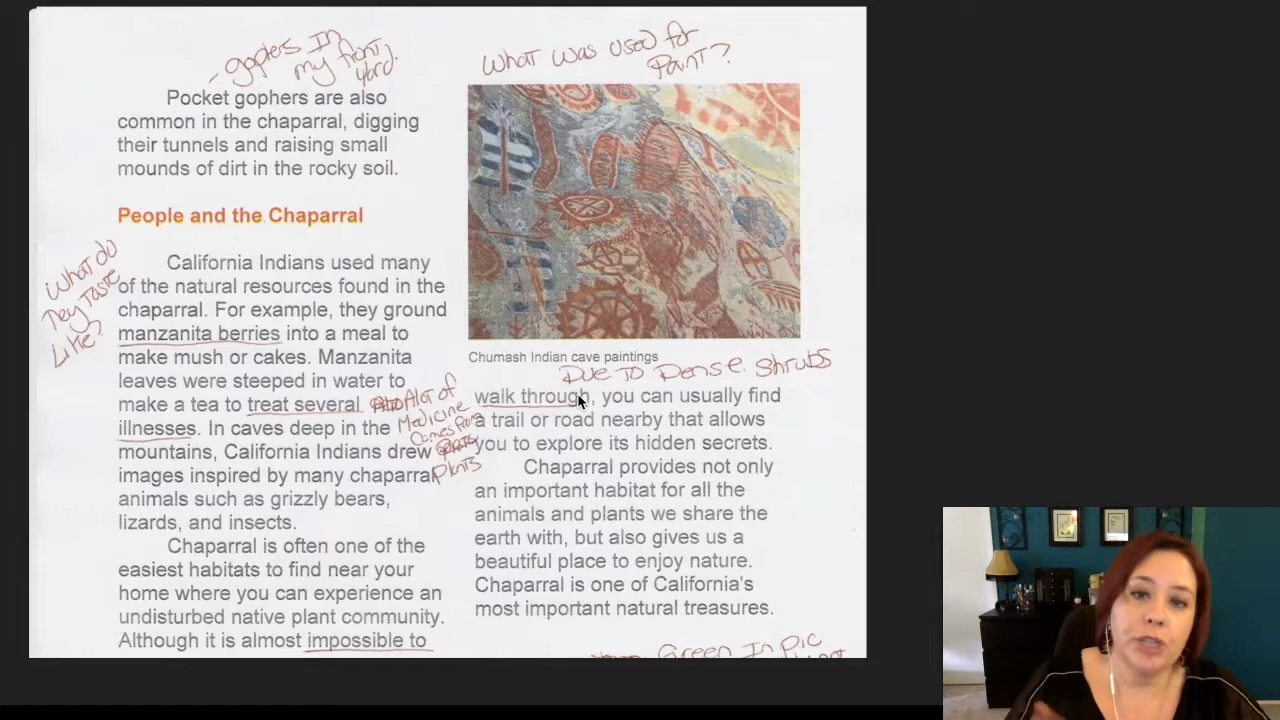 - gophers In
my front
yard.
Pocket gophers are also
common in the chaparral, digging
their tunnels and raising small
mounds of dirt in the rocky soil.
People and the Chaparral
What do
They Taste
Like?
California Indians used many
of the natural resources found in the
chaparral. For example, they ground
manzanita berries into a meal to
make mush or cakes. Manzanita
leaves were steeped in water to
make a tea to treat several
illnesses. In caves deep in the
mountains, California Indians drew
images inspired by many chaparral
animals such as grizzly bears,
lizards, and insects.
Alot of
Medicine
Comes from
Plants
Chaparral is often one of the
easiest habitats to find near your
home where you can experience an
undisturbed native plant community.
Although it is almost impossible to
What was used for
Paint?
Chumash Indian cave paintings
Due to Dense Shrubs
walk through, you can usually find
a trail or road nearby that allows
you to explore its hidden secrets.
Chaparral provides not only
an important habitat for all the
animals and plants we share the
earth with, but also gives us a
beautiful place to enjoy nature.
Chaparral is one of California's
most important natural treasures.
Green In Pic